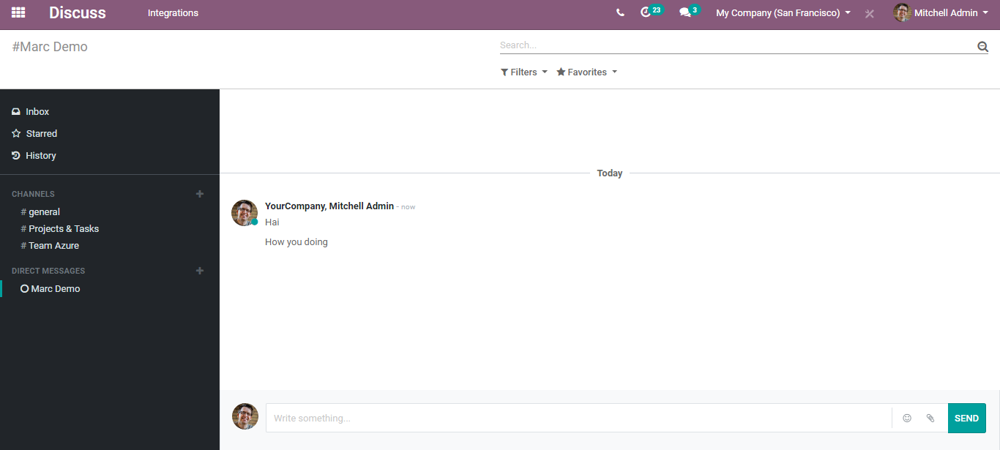 Discuss
Integrations
23
3
My Company (San Francisco)
Mitchell Admin
#Marc Demo
Search...
Filters
Favorites
Inbox
Starred
History
CHANNELS
# general
# Projects & Tasks
# Team Azure
DIRECT MESSAGES
Marc Demo
Today
YourCompany, Mitchell Admin - now
Hai
How you doing
Write something...
SEND